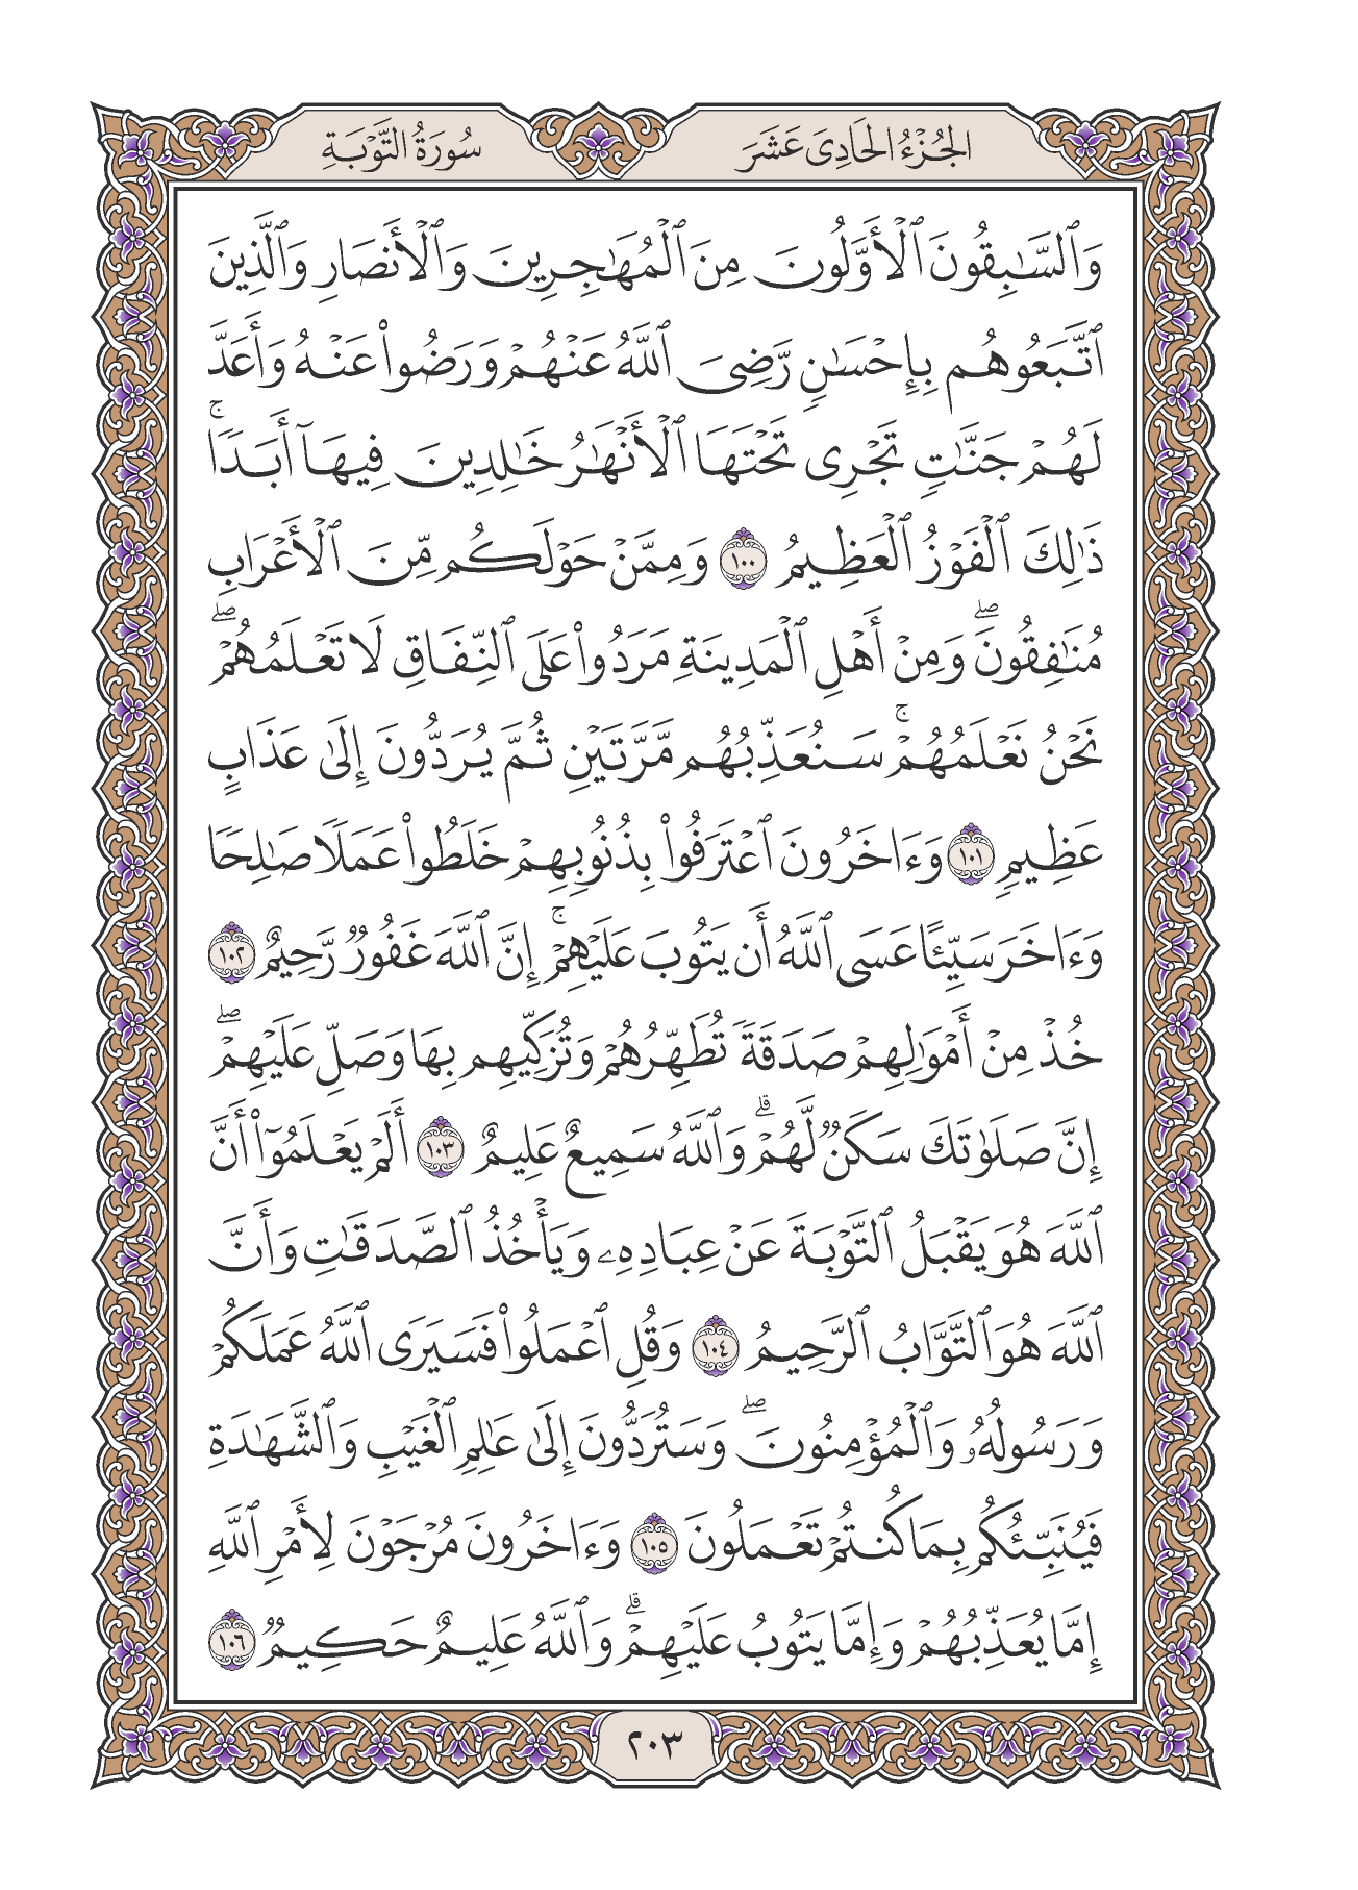 الجُزْءُ الحَادِىَ عَشَرَ
سُورَةُ التَّوْبَةِ
وَٱلسَّـٰبِقُونَ ٱلْأَوَّلُونَ مِنَ ٱلْمُهَـٰجِرِينَ وَٱلْأَنصَارِ وَٱلَّذِينَ
ٱتَّبَعُوهُم بِإِحْسَـٰنٍ رَّضِىَ ٱللَّهُ عَنْهُمْ وَرَضُوا۟ عَنْهُ وَأَعَدَّ
لَهُمْ جَنَّـٰتٍ تَجْرِى تَحْتَهَا ٱلْأَنْهَـٰرُ خَـٰلِدِينَ فِيهَآ أَبَدًا ۚ
ذَٰلِكَ ٱلْفَوْزُ ٱلْعَظِيمُ ١٠٠ وَمِمَّنْ حَوْلَكُم مِّنَ ٱلْأَعْرَابِ
مُنَـٰفِقُونَ ۖ وَمِنْ أَهْلِ ٱلْمَدِينَةِ مَرَدُوا۟ عَلَى ٱلنِّفَاقِ لَا تَعْلَمُهُمْ ۖ
نَحْنُ نَعْلَمُهُمْ ۚ سَنُعَذِّبُهُم مَّرَّتَيْنِ ثُمَّ يُرَدُّونَ إِلَىٰ عَذَابٍ
عَظِيمٍ ١٠١ وَءَاخَرُونَ ٱعْتَرَفُوا۟ بِذُنُوبِهِمْ خَلَطُوا۟ عَمَلًا صَـٰلِحًا
وَءَاخَرَ سَيِّئًا عَسَى ٱللَّهُ أَن يَتُوبَ عَلَيْهِمْ ۚ إِنَّ ٱللَّهَ غَفُورٌ رَّحِيمٌ ١٠٢
خُذْ مِنْ أَمْوَٰلِهِمْ صَدَقَةً تُطَهِّرُهُمْ وَتُزَكِّيهِم بِهَا وَصَلِّ عَلَيْهِمْ ۖ
إِنَّ صَلَوٰتَكَ سَكَنٌ لَّهُمْ ۗ وَٱللَّهُ سَمِيعٌ عَلِيمٌ ١٠٣ أَلَمْ يَعْلَمُوٓا۟ أَنَّ
ٱللَّهَ هُوَ يَقْبَلُ ٱلتَّوْبَةَ عَنْ عِبَادِهِۦ وَيَأْخُذُ ٱلصَّدَقَـٰتِ وَأَنَّ
ٱللَّهَ هُوَ ٱلتَّوَّابُ ٱلرَّحِيمُ ١٠٤ وَقُلِ ٱعْمَلُوا۟ فَسَيَرَى ٱللَّهُ عَمَلَكُمْ
وَرَسُولُهُۥ وَٱلْمُؤْمِنُونَ ۖ وَسَتُرَدُّونَ إِلَىٰ عَـٰلِمِ ٱلْغَيْبِ وَٱلشَّهَـٰدَةِ
فَيُنَبِّئُكُم بِمَا كُنتُمْ تَعْمَلُونَ ١٠٥ وَءَاخَرُونَ مُرْجَوْنَ لِأَمْرِ ٱللَّهِ
إِمَّا يُعَذِّبُهُمْ وَإِمَّا يَتُوبُ عَلَيْهِمْ ۗ وَٱللَّهُ عَلِيمٌ حَكِيمٌ ١٠٦
٢٠٣